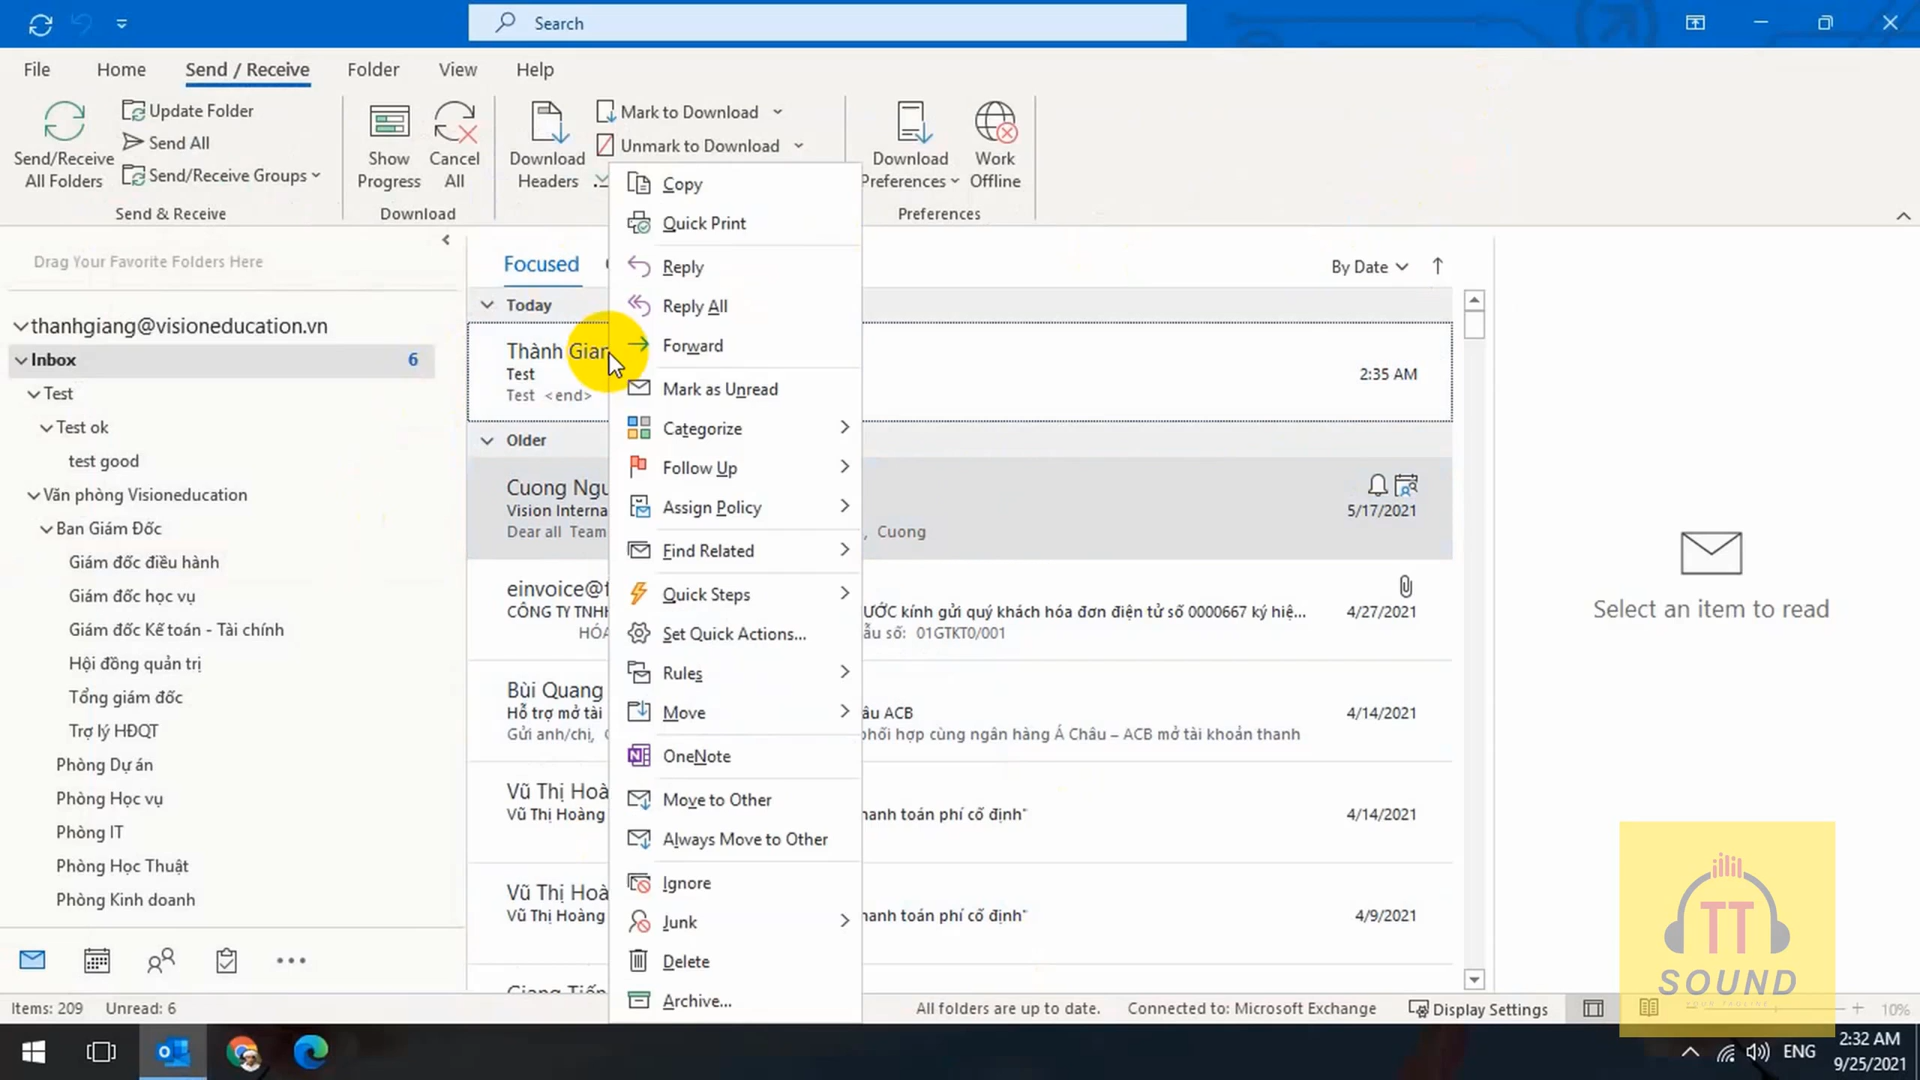 Search
File Home Send / Receive Folder View Help
Send/Receive All Folders
Update Folder
Send All
Send/Receive Groups
Send & Receive
Show Progress
Cancel All
Download
Download Headers
Mark to Download
Unmark to Download
Download Preferences
Work Offline
Preferences
Drag Your Favorite Folders Here
thanhgiang@visioneducation.vn
Inbox 6
Test
Test ok
test good
Văn phòng Visioneducation
Ban Giám Đốc
Giám đốc điều hành
Giám đốc học vụ
Giám đốc Kế toán - Tài chính
Hội đồng quản trị
Tổng giám đốc
Trợ lý HĐQT
Phòng Dự án
Phòng Học vụ
Phòng IT
Phòng Học Thuật
Phòng Kinh doanh
Focused
By Date
Today
Thành Gian
Test
Test <end>
2:35 AM
Older
Cuong Ngu
Vision Interna
5/17/2021
Dear all Team , Cuong
einvoice@f
CÔNG TY TNHH ƯỚC kính gửi quý khách hóa đơn điện tử số 0000667 ký hiệ...
4/27/2021
HÓA ẫu số: 01GTKT0/001
Bùi Quang
Hỗ trợ mở tài âu ACB
4/14/2021
Gửi anh/chị, phối hợp cùng ngân hàng Á Châu – ACB mở tài khoản thanh
Vũ Thị Hoà
Vũ Thị Hoàng hanh toán phí cố định"
4/14/2021
Vũ Thị Hoà
Vũ Thị Hoàng hanh toán phí cố định"
4/9/2021
Giang Tiến
Copy
Quick Print
Reply
Reply All
Forward
Mark as Unread
Categorize
Follow Up
Assign Policy
Find Related
Quick Steps
Set Quick Actions...
Rules
Move
OneNote
Move to Other
Always Move to Other
Ignore
Junk
Delete
Archive...
Select an item to read
TT
SOUND
Items: 209 Unread: 6
All folders are up to date. Connected to: Microsoft Exchange Display Settings 10%
ENG
2:32 AM
9/25/2021